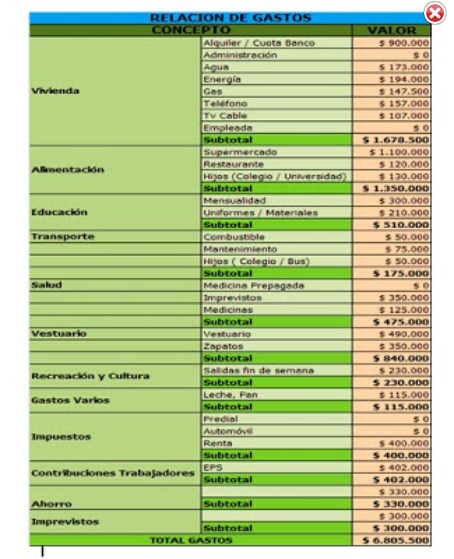 RELACION DE GASTOS
CONCEPTO VALOR
Alquiler / Cuota Banco $ 900.000
Administración $ 0
Agua $ 173.000
Energía $ 194.000
Vivienda Gas $ 147.500
Teléfono $ 157.000
Tv Cable $ 107.000
Empleada $ 0
Subtotal $ 1.678.500
Supermercado $ 1.100.000
Restaurante $ 120.000
Alimentación Hijos (Colegio / Universidad) $ 130.000
Subtotal $ 1.350.000
Mensualidad $ 300.000
Educación Uniformes / Materiales $ 210.000
Subtotal $ 510.000
Transporte Combustible $ 50.000
Mantenimiento $ 75.000
Hijos ( Colegio / Bus) $ 50.000
Subtotal $ 175.000
Salud Medicina Prepagada $ 0
Imprevistos $ 350.000
Medicinas $ 125.000
Subtotal $ 475.000
Vestuario Vestuario $ 490.000
Zapatos $ 350.000
Subtotal $ 840.000
Recreación y Cultura Salidas fin de semana $ 230.000
Subtotal $ 230.000
Gastos Varios Leche, Pan $ 115.000
Subtotal $ 115.000
Predial $ 0
Automóvil $ 0
Impuestos Renta $ 400.000
Subtotal $ 400.000
Contribuciones Trabajadores EPS $ 402.000
Subtotal $ 402.000
$ 330.000
Ahorro Subtotal $ 330.000
Imprevistos $ 300.000
Subtotal $ 300.000
TOTAL GASTOS $ 6.805.500